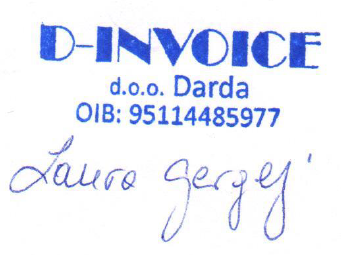 D-INVOICE
d.o.o. Darda
OIB: 95114485977
Laura Gergej